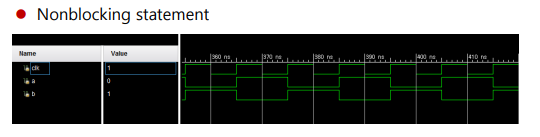 Nonblocking statement
Name Value
360 ns 370 ns 380 ns 390 ns 400 ns 410 ns
clk 1
a 0
b 1